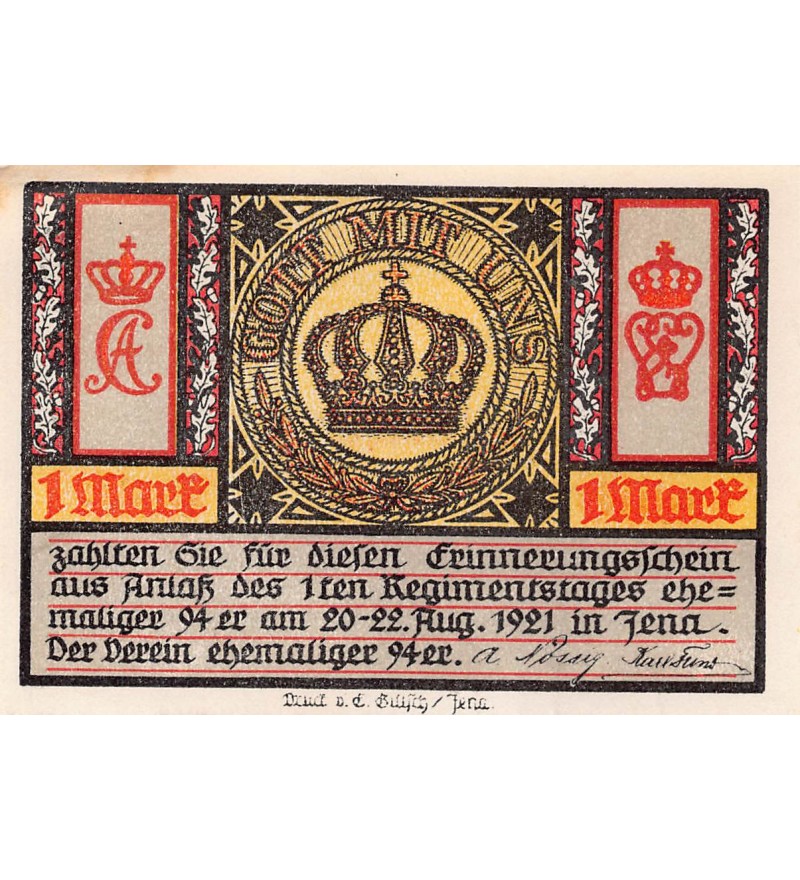 GOTT MIT UNS
CA
1 Mark
1 Mark
zahlten Sie für diesen Erinnerungsschein
aus Anlaß des 1ten Regimentstages ehe=
maliger 94er am 20-22. Aug. 1921 in Jena.
Der Verein ehemaliger 94er.
Druck v. / Jena.